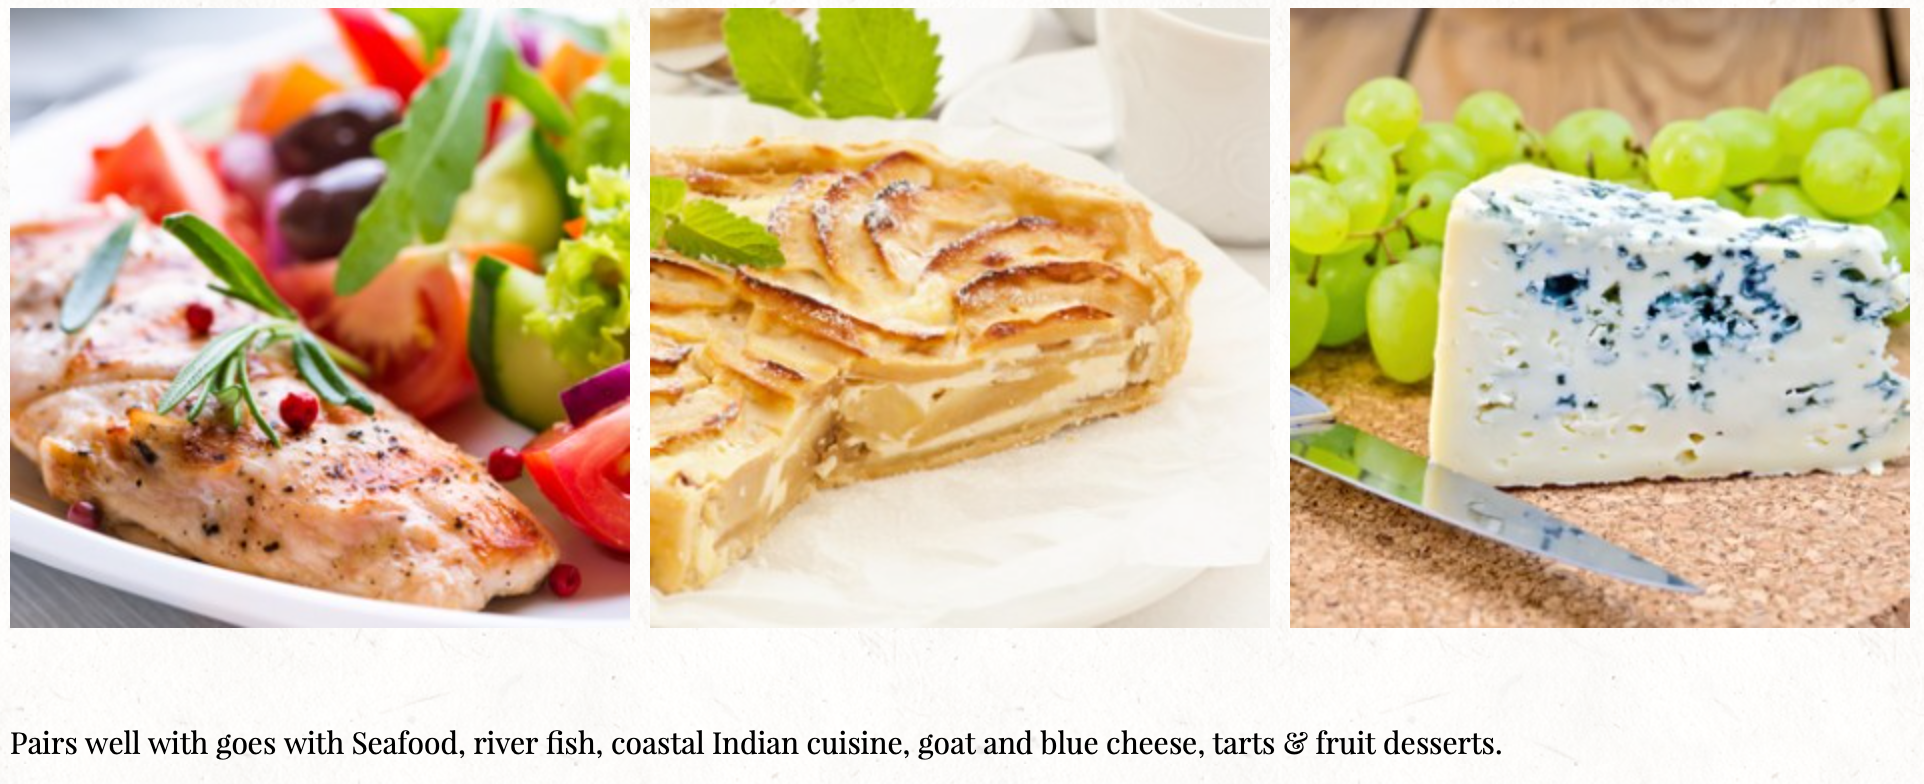 Pairs well with goes with Seafood, river fish, coastal Indian cuisine, goat and blue cheese, tarts & fruit desserts.